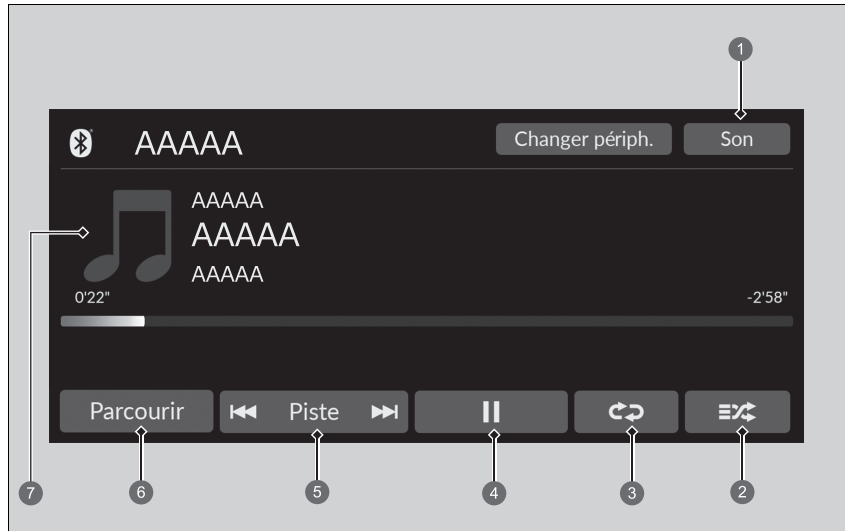 1
AAAAA Changer périph. Son
AAAAA
AAAAA
AAAAA
0'22" -2'58"
Parcourir Piste
7 6 5 4 3 2